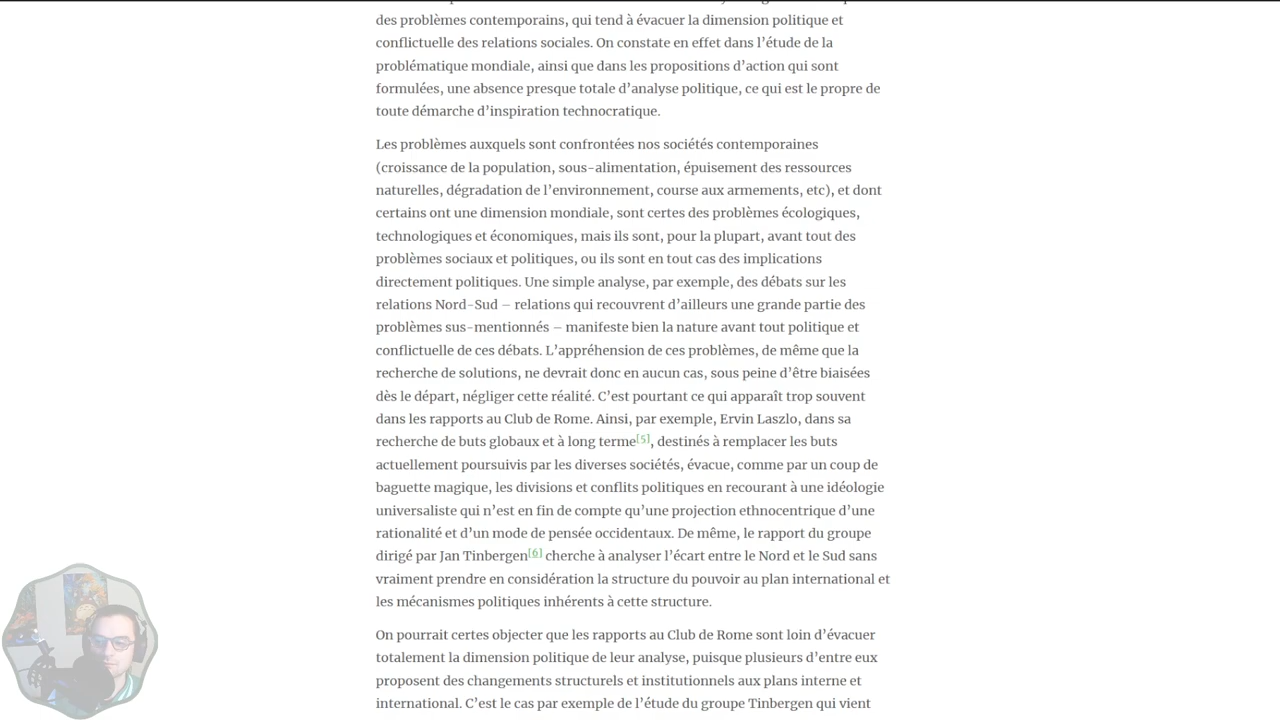 des problèmes contemporains, qui tend à évacuer la dimension politique et
conflictuelle des relations sociales. On constate en effet dans l’étude de la
problématique mondiale, ainsi que dans les propositions d’action qui sont
formulées, une absence presque totale d’analyse politique, ce qui est le propre de
toute démarche d’inspiration technocratique.
Les problèmes auxquels sont confrontées nos sociétés contemporaines
(croissance de la population, sous-alimentation, épuisement des ressources
naturelles, dégradation de l’environnement, course aux armements, etc), et dont
certains ont une dimension mondiale, sont certes des problèmes écologiques,
technologiques et économiques, mais ils sont, pour la plupart, avant tout des
problèmes sociaux et politiques, ou ils sont en tout cas des implications
directement politiques. Une simple analyse, par exemple, des débats sur les
relations Nord-Sud – relations qui recouvrent d’ailleurs une grande partie des
problèmes sus-mentionnés – manifeste bien la nature avant tout politique et
conflictuelle de ces débats. L’appréhension de ces problèmes, de même que la
recherche de solutions, ne devrait donc en aucun cas, sous peine d’être biaisées
dès le départ, négliger cette réalité. C’est pourtant ce qui apparaît trop souvent
dans les rapports au Club de Rome. Ainsi, par exemple, Ervin Laszlo, dans sa
recherche de buts globaux et à long terme[5], destinés à remplacer les buts
actuellement poursuivis par les diverses sociétés, évacue, comme par un coup de
baguette magique, les divisions et conflits politiques en recourant à une idéologie
universaliste qui n’est en fin de compte qu’une projection ethnocentrique d’une
rationalité et d’un mode de pensée occidentaux. De même, le rapport du groupe
dirigé par Jan Tinbergen[6] cherche à analyser l’écart entre le Nord et le Sud sans
vraiment prendre en considération la structure du pouvoir au plan international et
les mécanismes politiques inhérents à cette structure.
On pourrait certes objecter que les rapports au Club de Rome sont loin d’évacuer
totalement la dimension politique de leur analyse, puisque plusieurs d’entre eux
proposent des changements structurels et institutionnels aux plans interne et
international. C’est le cas par exemple de l’étude du groupe Tinbergen qui vient